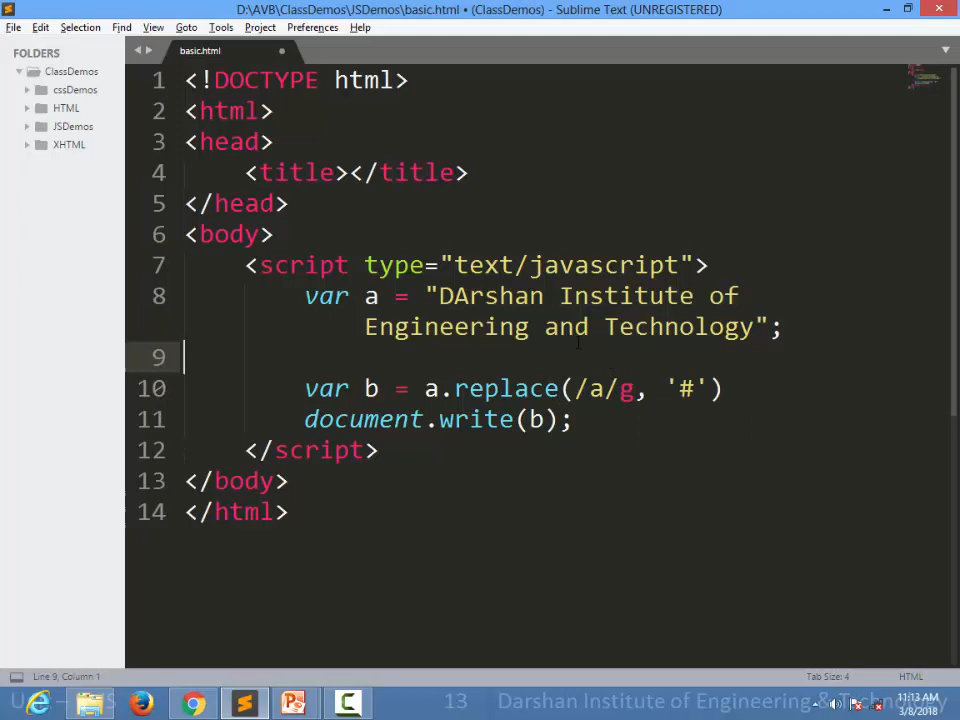 D:\AVB\ClassDemos\JSDemos\basic.html • (ClassDemos) - Sublime Text (UNREGISTERED)
File Edit Selection Find View Goto Tools Project Preferences Help
FOLDERS
ClassDemos
cssDemos
HTML
JSDemos
XHTML
basic.html
1 <!DOCTYPE html>
2 <html>
3 <head>
4 <title></title>
5 </head>
6 <body>
7 <script type="text/javascript">
8 var a = "DArshan Institute of
Engineering and Technology";
9
10 var b = a.replace(/a/g, '#')
11 document.write(b);
12 </script>
13 </body>
14 </html>
Line 9, Column 1
Tab Size: 4
HTML
13 Darshan Institute of Engineering & Technology
11:13 AM
3/8/2018